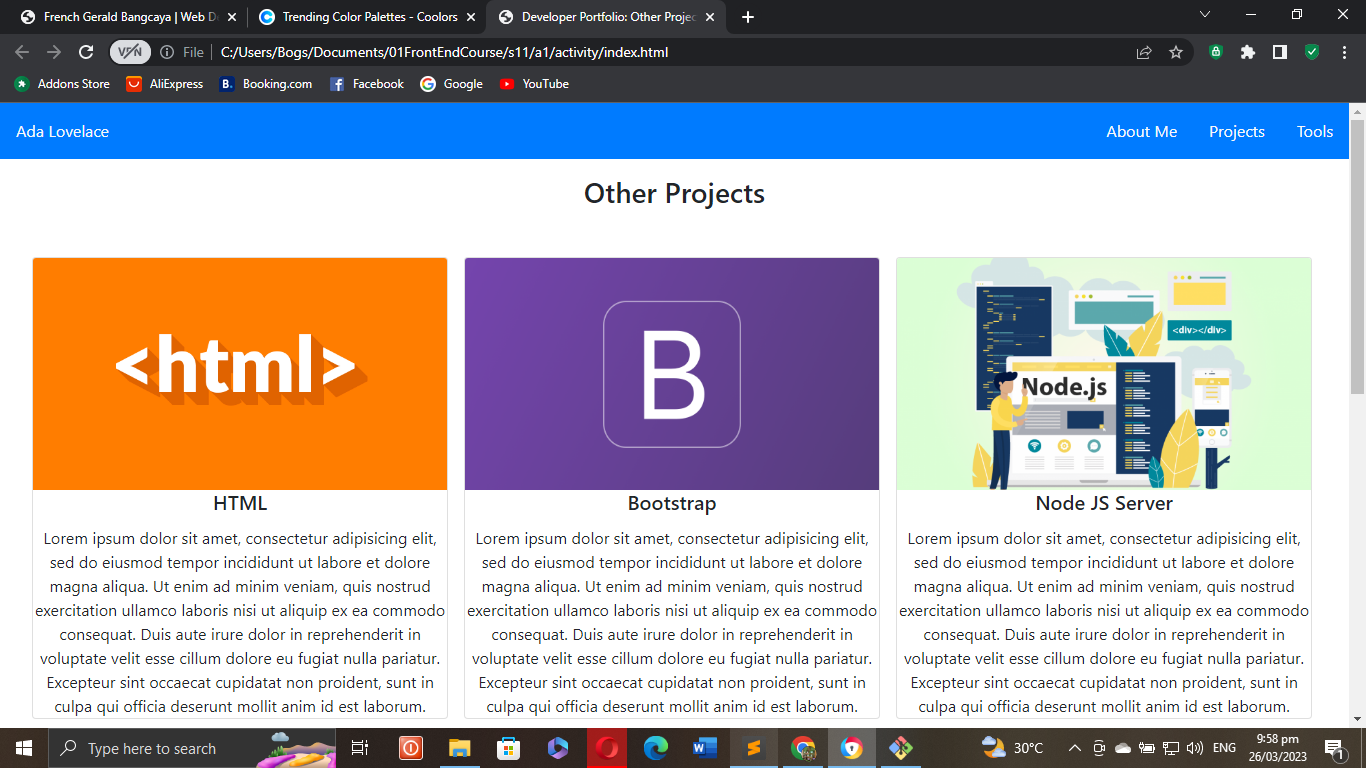 French Gerald Bangcaya | Web D
Trending Color Palettes - Coolors
Developer Portfolio: Other Projec
VPN
File
C:/Users/Bogs/Documents/01FrontEndCourse/s11/a1/activity/index.html
Addons Store
AliExpress
B.
Booking.com
Facebook
Google
YouTube
Ada Lovelace
About Me
Projects
Tools
Other Projects
<html>
B
<div></div>
Node.js
HTML
Lorem ipsum dolor sit amet, consectetur adipisicing elit,
sed do eiusmod tempor incididunt ut labore et dolore
magna aliqua. Ut enim ad minim veniam, quis nostrud
exercitation ullamco laboris nisi ut aliquip ex ea commodo
consequat. Duis aute irure dolor in reprehenderit in
voluptate velit esse cillum dolore eu fugiat nulla pariatur.
Excepteur sint occaecat cupidatat non proident, sunt in
culpa qui officia deserunt mollit anim id est laborum.
Bootstrap
Lorem ipsum dolor sit amet, consectetur adipisicing elit,
sed do eiusmod tempor incididunt ut labore et dolore
magna aliqua. Ut enim ad minim veniam, quis nostrud
exercitation ullamco laboris nisi ut aliquip ex ea commodo
consequat. Duis aute irure dolor in reprehenderit in
voluptate velit esse cillum dolore eu fugiat nulla pariatur.
Excepteur sint occaecat cupidatat non proident, sunt in
culpa qui officia deserunt mollit anim id est laborum.
Node JS Server
Lorem ipsum dolor sit amet, consectetur adipisicing elit,
sed do eiusmod tempor incididunt ut labore et dolore
magna aliqua. Ut enim ad minim veniam, quis nostrud
exercitation ullamco laboris nisi ut aliquip ex ea commodo
consequat. Duis aute irure dolor in reprehenderit in
voluptate velit esse cillum dolore eu fugiat nulla pariatur.
Excepteur sint occaecat cupidatat non proident, sunt in
culpa qui officia deserunt mollit anim id est laborum.
Type here to search
30°C
ENG
9:58 pm
26/03/2023
1